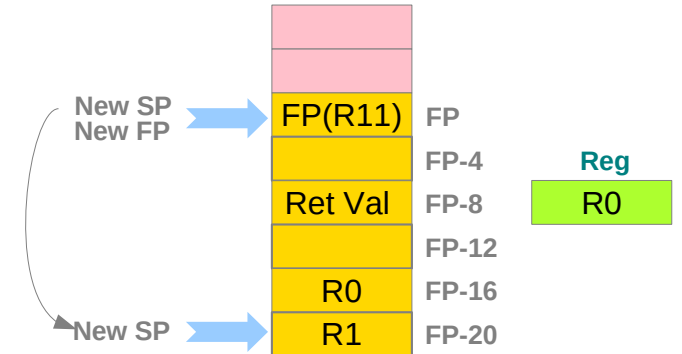 New SP
New FP
FP(R11) FP
FP-4
Reg
Ret Val FP-8
R0
FP-12
R0 FP-16
New SP
R1 FP-20